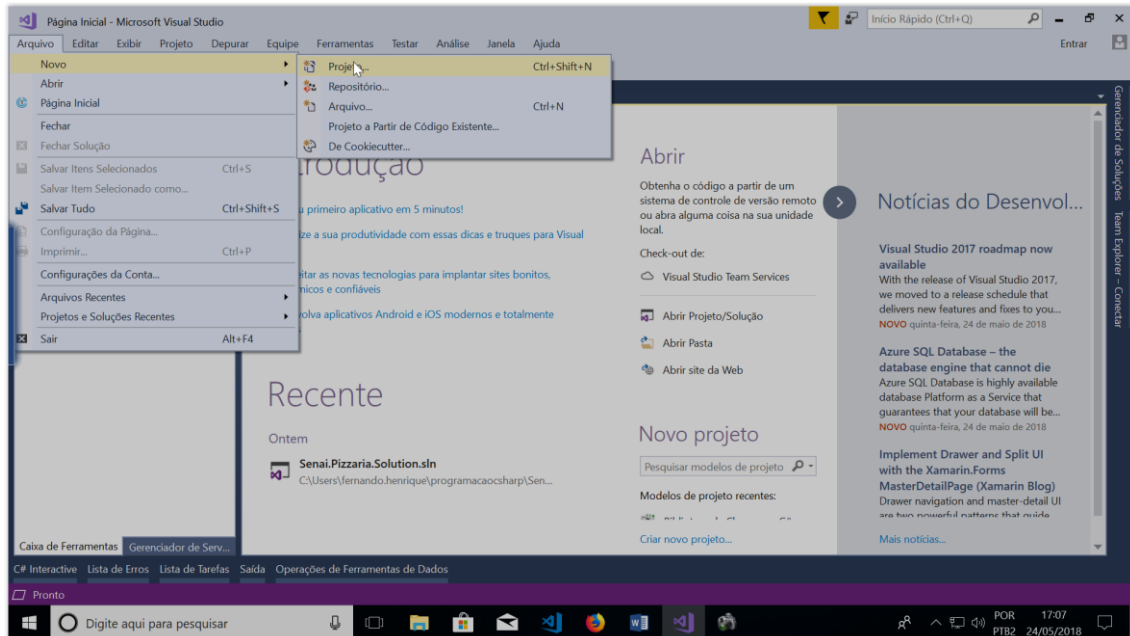 Página Inicial - Microsoft Visual Studio
Início Rápido (Ctrl+Q)
Arquivo Editar Exibir Projeto Depurar Equipe Ferramentas Testar Análise Janela Ajuda
Entrar
Novo
Abrir
Página Inicial
Fechar
Fechar Solução
Salvar Itens Selecionados Ctrl+S
Salvar Item Selecionado como...
Salvar Tudo Ctrl+Shift+S
Configuração da Página...
Imprimir... Ctrl+P
Configurações da Conta...
Arquivos Recentes
Projetos e Soluções Recentes
Sair Alt+F4
Ctrl+Shift+N
Repositório...
Arquivo... Ctrl+N
Projeto a Partir de Código Existente...
De Cookiecutter...
primeiro aplicativo em 5 minutos!
a sua produtividade com essas dicas e truques para Visual
as novas tecnologias para implantar sites bonitos,
e confiáveis
aplicativos Android e iOS modernos e totalmente
Recente
Ontem
Senai.Pizzaria.Solution.sln
C:\Users\fernando.henrique\programacaocsharp\Sen...
Abrir
Obtenha o código a partir de um
sistema de controle de versão remoto
ou abra alguma coisa na sua unidade
local.
Check-out de:
Visual Studio Team Services
Abrir Projeto/Solução
Abrir Pasta
Abrir site da Web
Novo projeto
Pesquisar modelos de projeto
Modelos de projeto recentes:
Criar novo projeto...
Notícias do Desenvol...
Visual Studio 2017 roadmap now
available
With the release of Visual Studio 2017,
we moved to a release schedule that
delivers new features and fixes to you...
NOVO quinta-feira, 24 de maio de 2018
Azure SQL Database – the
database engine that cannot die
Azure SQL Database is highly available
database Platform as a Service that
guarantees that your database will be...
NOVO quinta-feira, 24 de maio de 2018
Implement Drawer and Split UI
with the Xamarin.Forms
MasterDetailPage (Xamarin Blog)
Drawer navigation and master-detail UI
are two powerful patterns that guide
Mais notícias...
Gerenciador de Soluções
Team Explorer – Conectar
Caixa de Ferramentas Gerenciador de Serv...
C# Interactive Lista de Erros Lista de Tarefas Saída Operações de Ferramentas de Dados
Pronto
Digite aqui para pesquisar
POR 17:07
PTB2 24/05/2018